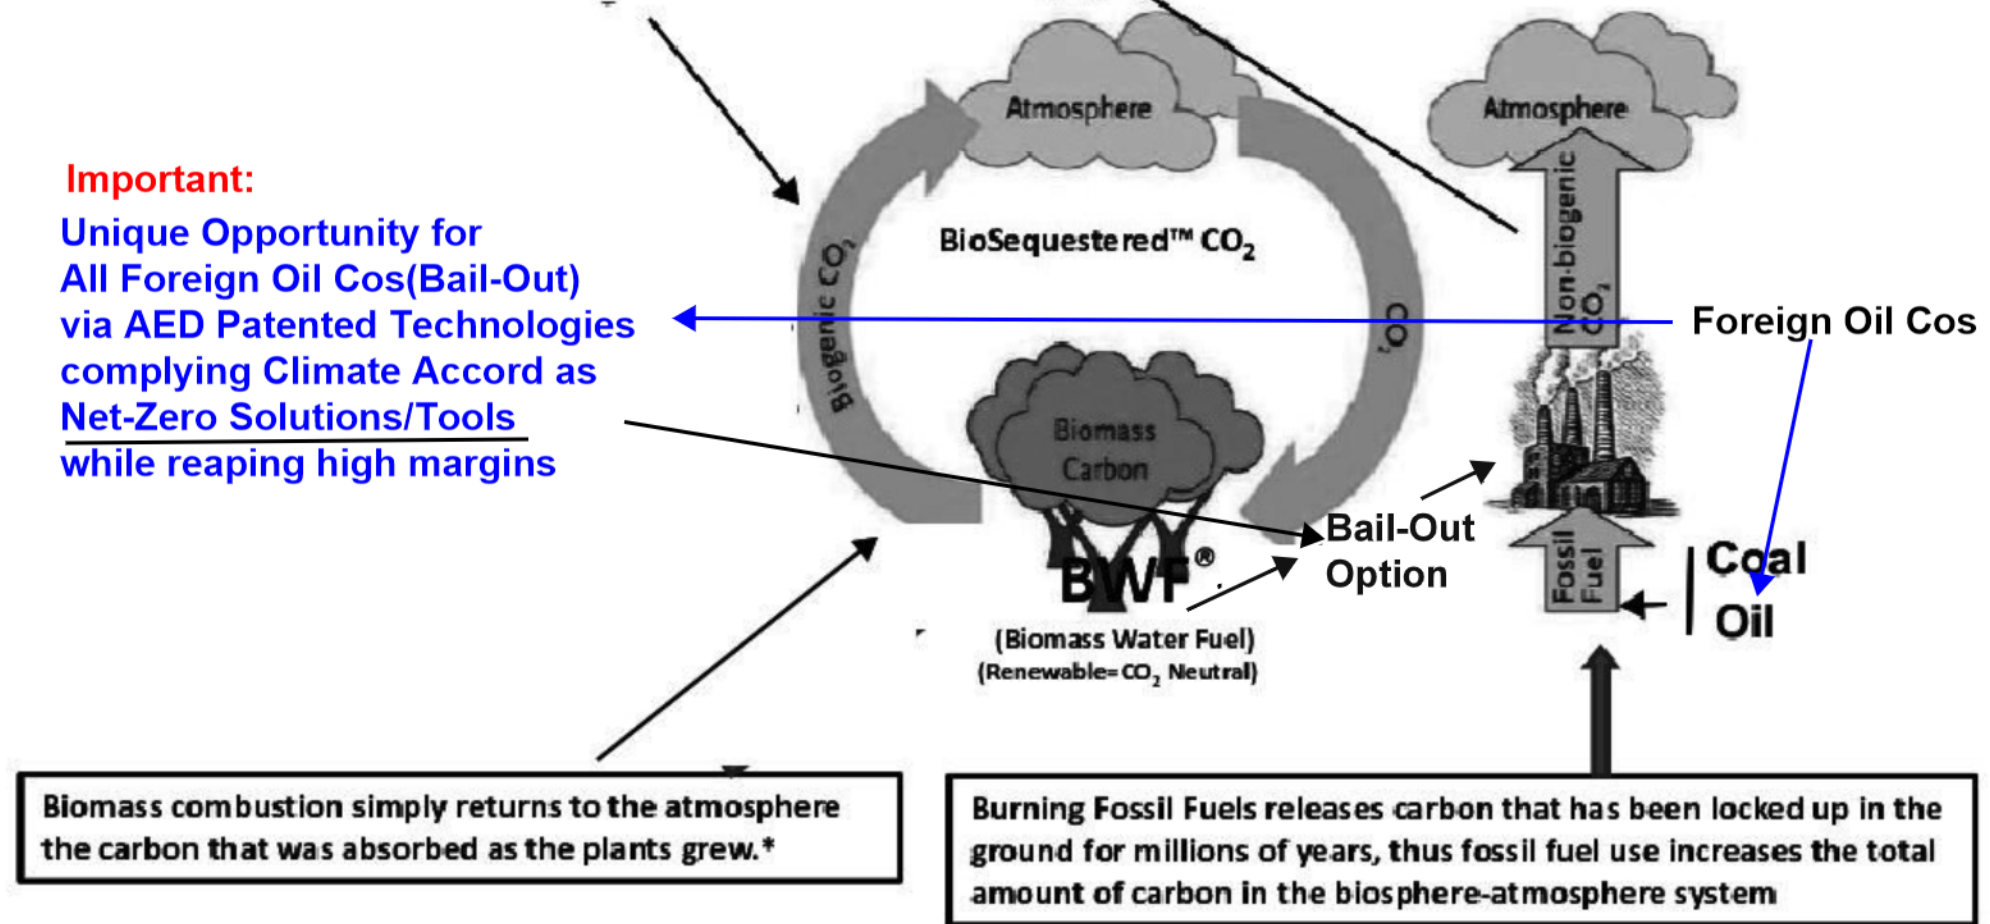 Atmosphere
Atmosphere
Important:
Unique Opportunity for
All Foreign Oil Cos(Bail-Out)
via AED Patented Technologies
complying Climate Accord as
Net-Zero Solutions/Tools
while reaping high margins
BioSequestered™ CO₂
Biogenic CO₂
CO₂
Non-biogenic
CO₂
Foreign Oil Cos
Biomass
Carbon
BWF®
(Biomass Water Fuel)
(Renewable=CO₂ Neutral)
Bail-Out
Option
Fossil
Fuel
Coal
Oil
Biomass combustion simply returns to the atmosphere
the carbon that was absorbed as the plants grew.*
Burning Fossil Fuels releases carbon that has been locked up in the
ground for millions of years, thus fossil fuel use increases the total
amount of carbon in the biosphere-atmosphere system